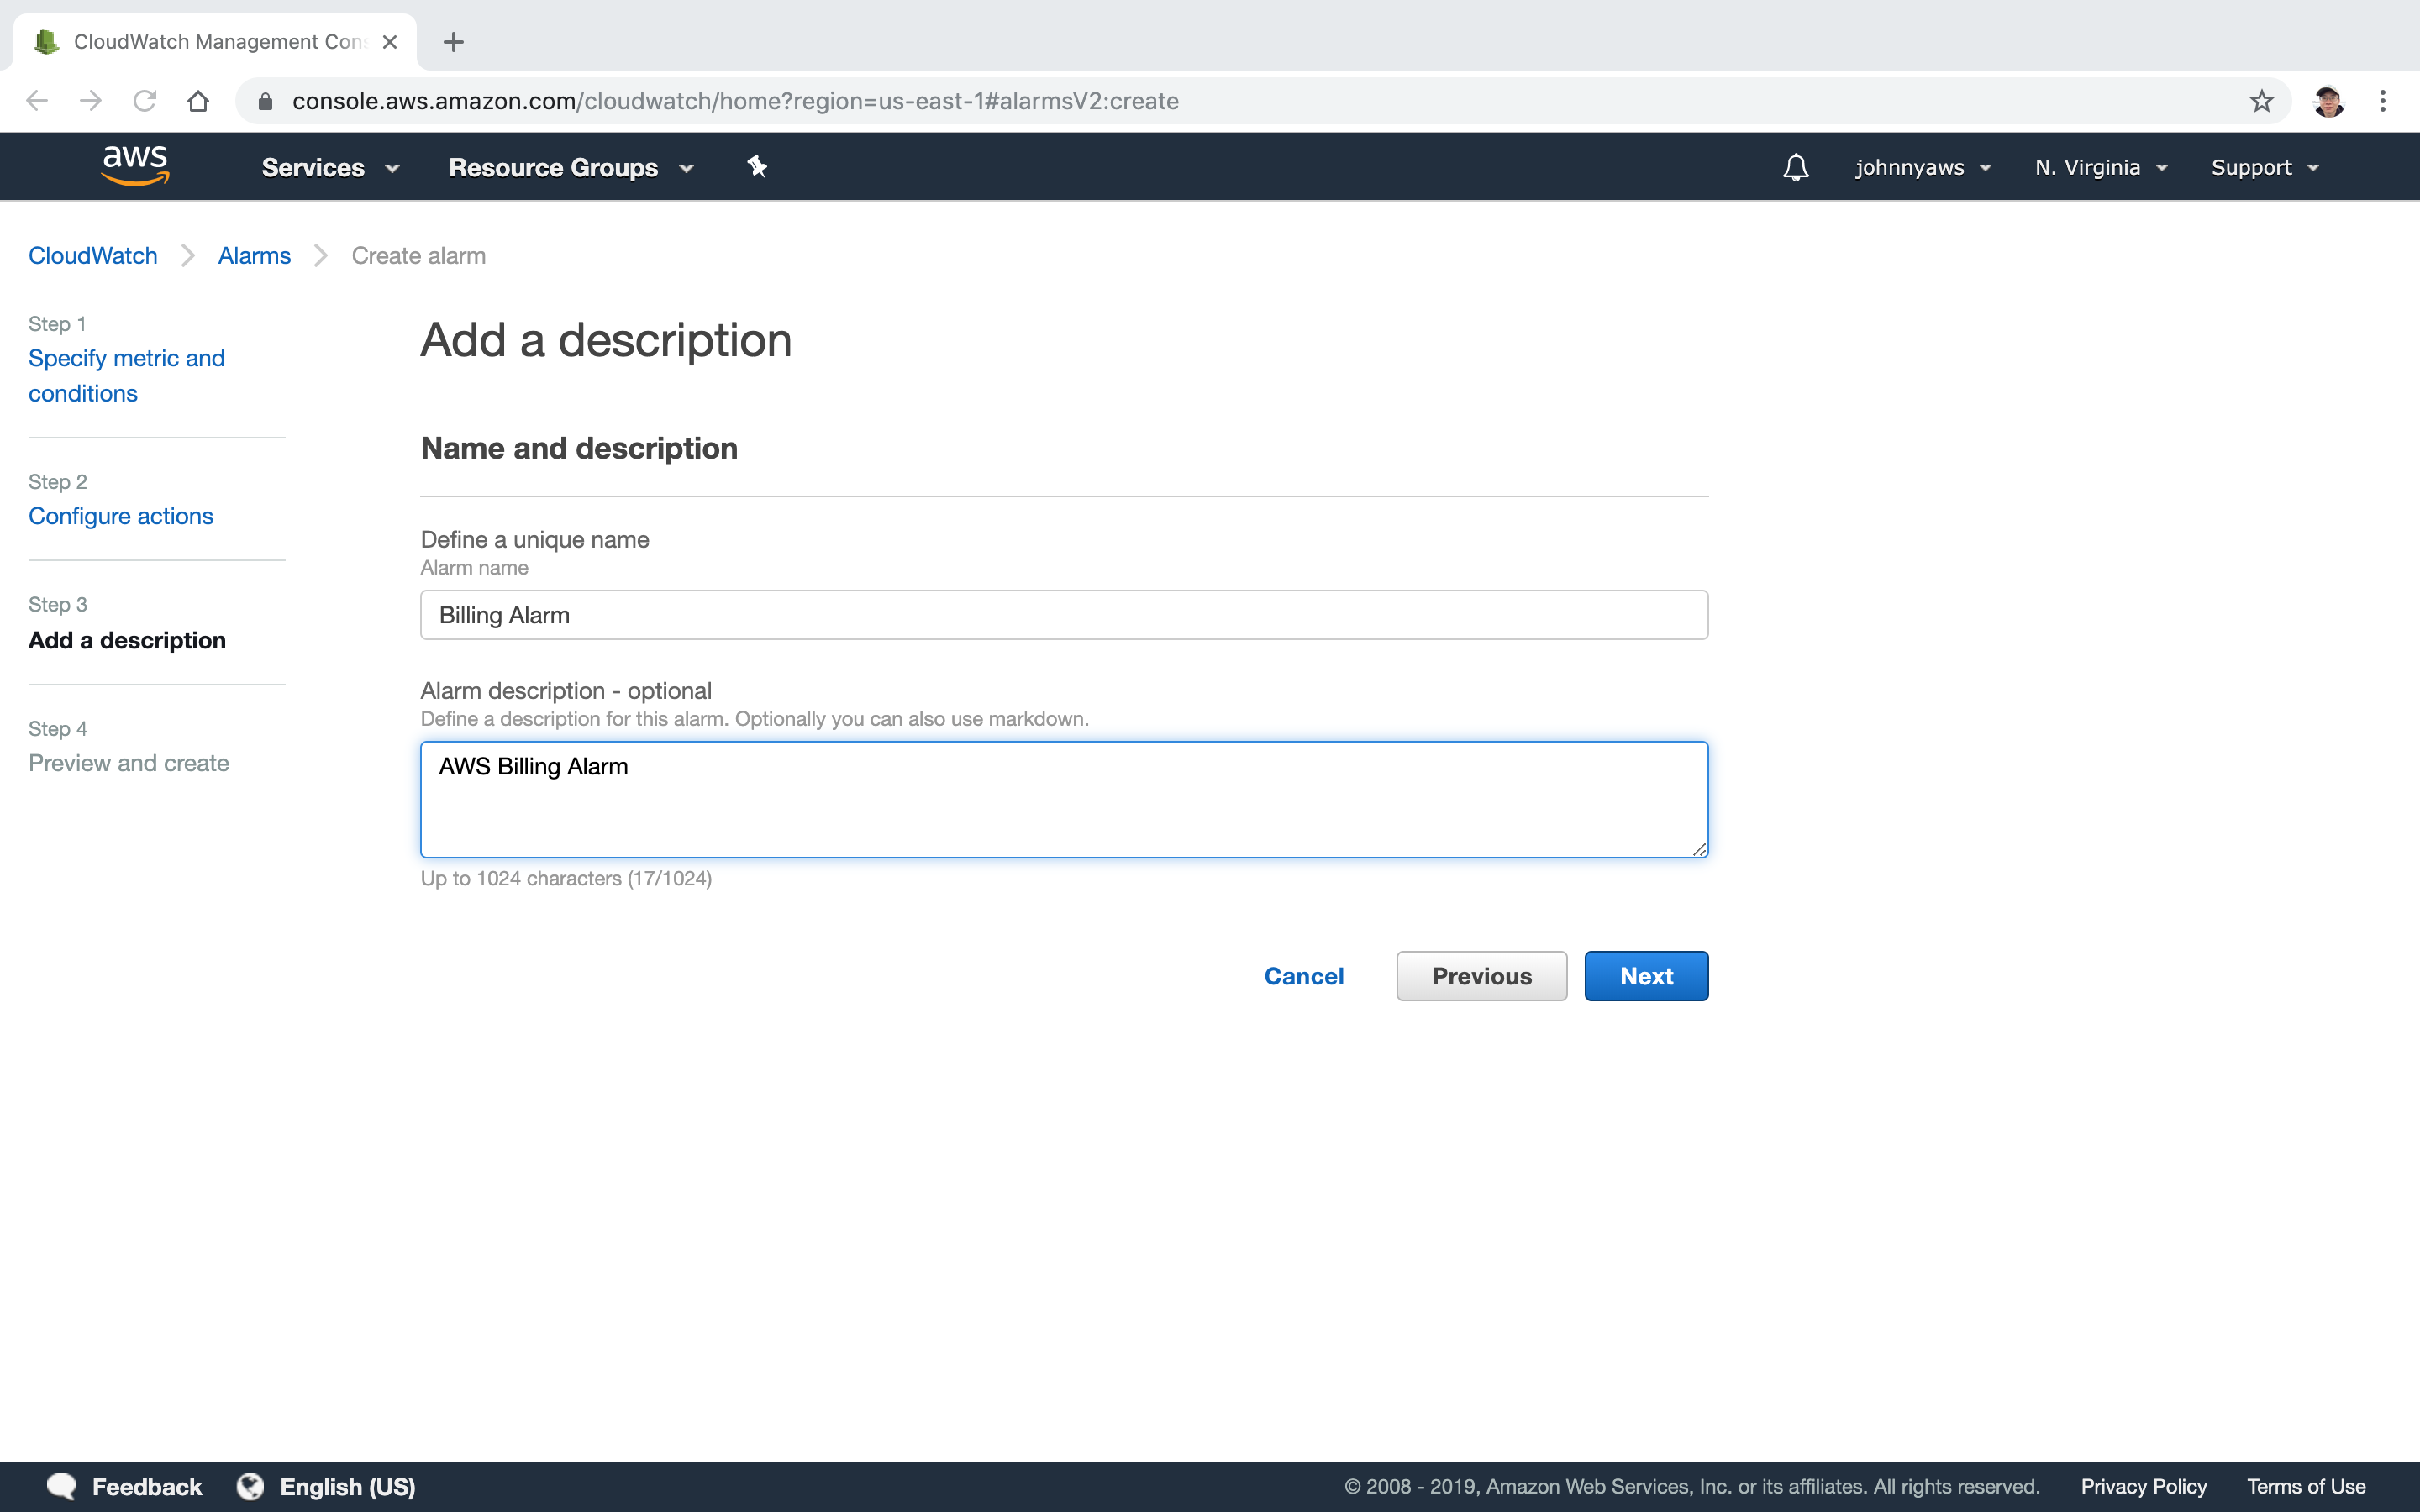 CloudWatch Management Con
console.aws.amazon.com/cloudwatch/home?region=us-east-1#alarmsV2:create
aws
Services
Resource Groups
johnnyaws
N. Virginia
Support
CloudWatch
Alarms
Create alarm
Step 1
Specify metric and
conditions
Step 2
Configure actions
Step 3
Add a description
Step 4
Preview and create
Add a description
Name and description
Define a unique name
Alarm name
Billing Alarm
Alarm description - optional
Define a description for this alarm. Optionally you can also use markdown.
AWS Billing Alarm
Up to 1024 characters (17/1024)
Cancel
Previous
Next
Feedback
English (US)
© 2008 - 2019, Amazon Web Services, Inc. or its affiliates. All rights reserved.
Privacy Policy
Terms of Use